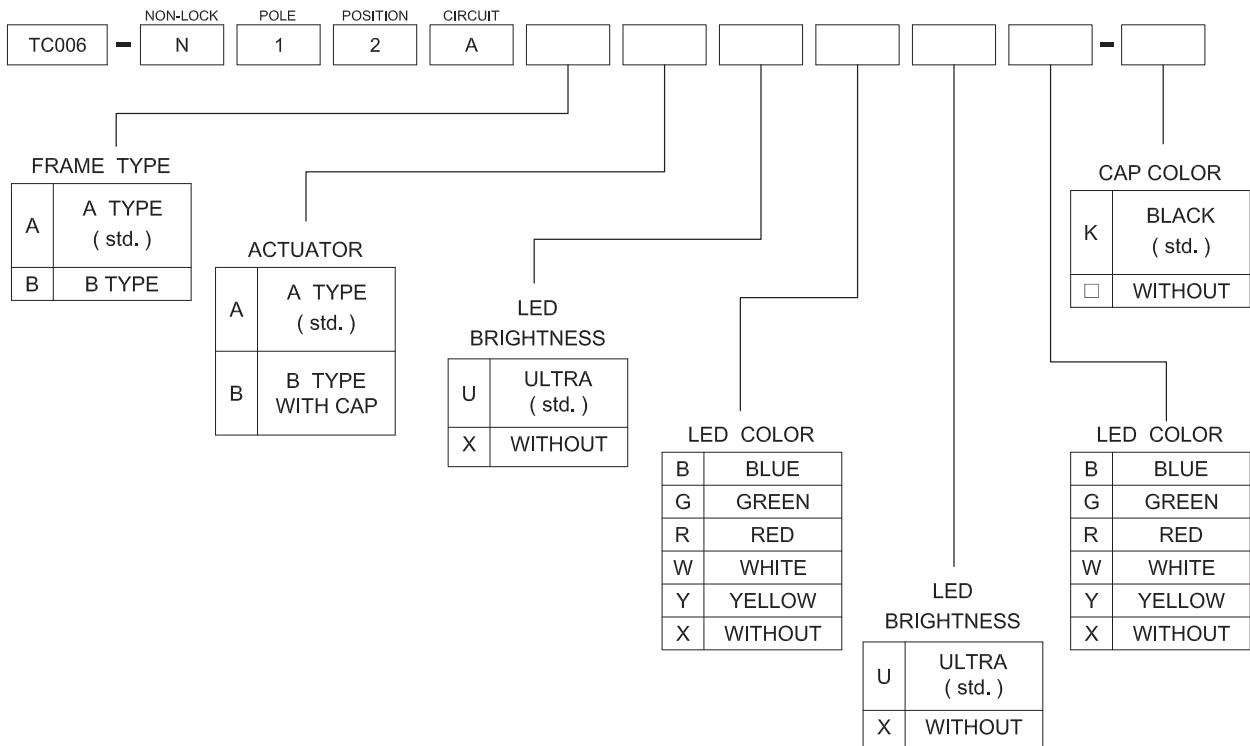 NON-LOCK POLE POSITION CIRCUIT
TC006 - N 1 2 A -
FRAME TYPE
A A TYPE
( std. )
B B TYPE
ACTUATOR
A A TYPE
( std. )
B B TYPE
WITH CAP
LED
BRIGHTNESS
U ULTRA
( std. )
X WITHOUT
LED COLOR
B BLUE
G GREEN
R RED
W WHITE
Y YELLOW
X WITHOUT
LED
BRIGHTNESS
U ULTRA
( std. )
X WITHOUT
CAP COLOR
K BLACK
( std. )
□ WITHOUT
LED COLOR
B BLUE
G GREEN
R RED
W WHITE
Y YELLOW
X WITHOUT